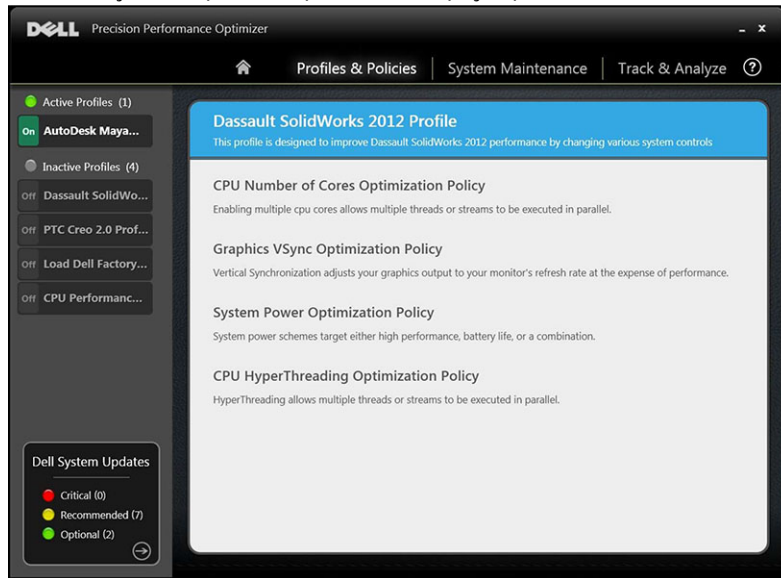 DELL Precision Performance Optimizer
Profiles & Policies System Maintenance Track & Analyze ?
Active Profiles (1)
On AutoDesk Maya...
Inactive Profiles (4)
Off Dassault SolidWo...
Off PTC Creo 2.0 Prof...
Off Load Dell Factory...
Off CPU Performanc...
Dell System Updates
Critical (0)
Recommended (7)
Optional (2)
Dassault SolidWorks 2012 Profile
This profile is designed to improve Dassault SolidWorks 2012 performance by changing various system controls
CPU Number of Cores Optimization Policy
Enabling multiple cpu cores allows multiple threads or streams to be executed in parallel.
Graphics VSync Optimization Policy
Vertical Synchronization adjusts your graphics output to your monitor's refresh rate at the expense of performance.
System Power Optimization Policy
System power schemes target either high performance, battery life, or a combination.
CPU HyperThreading Optimization Policy
HyperThreading allows multiple threads or streams to be executed in parallel.